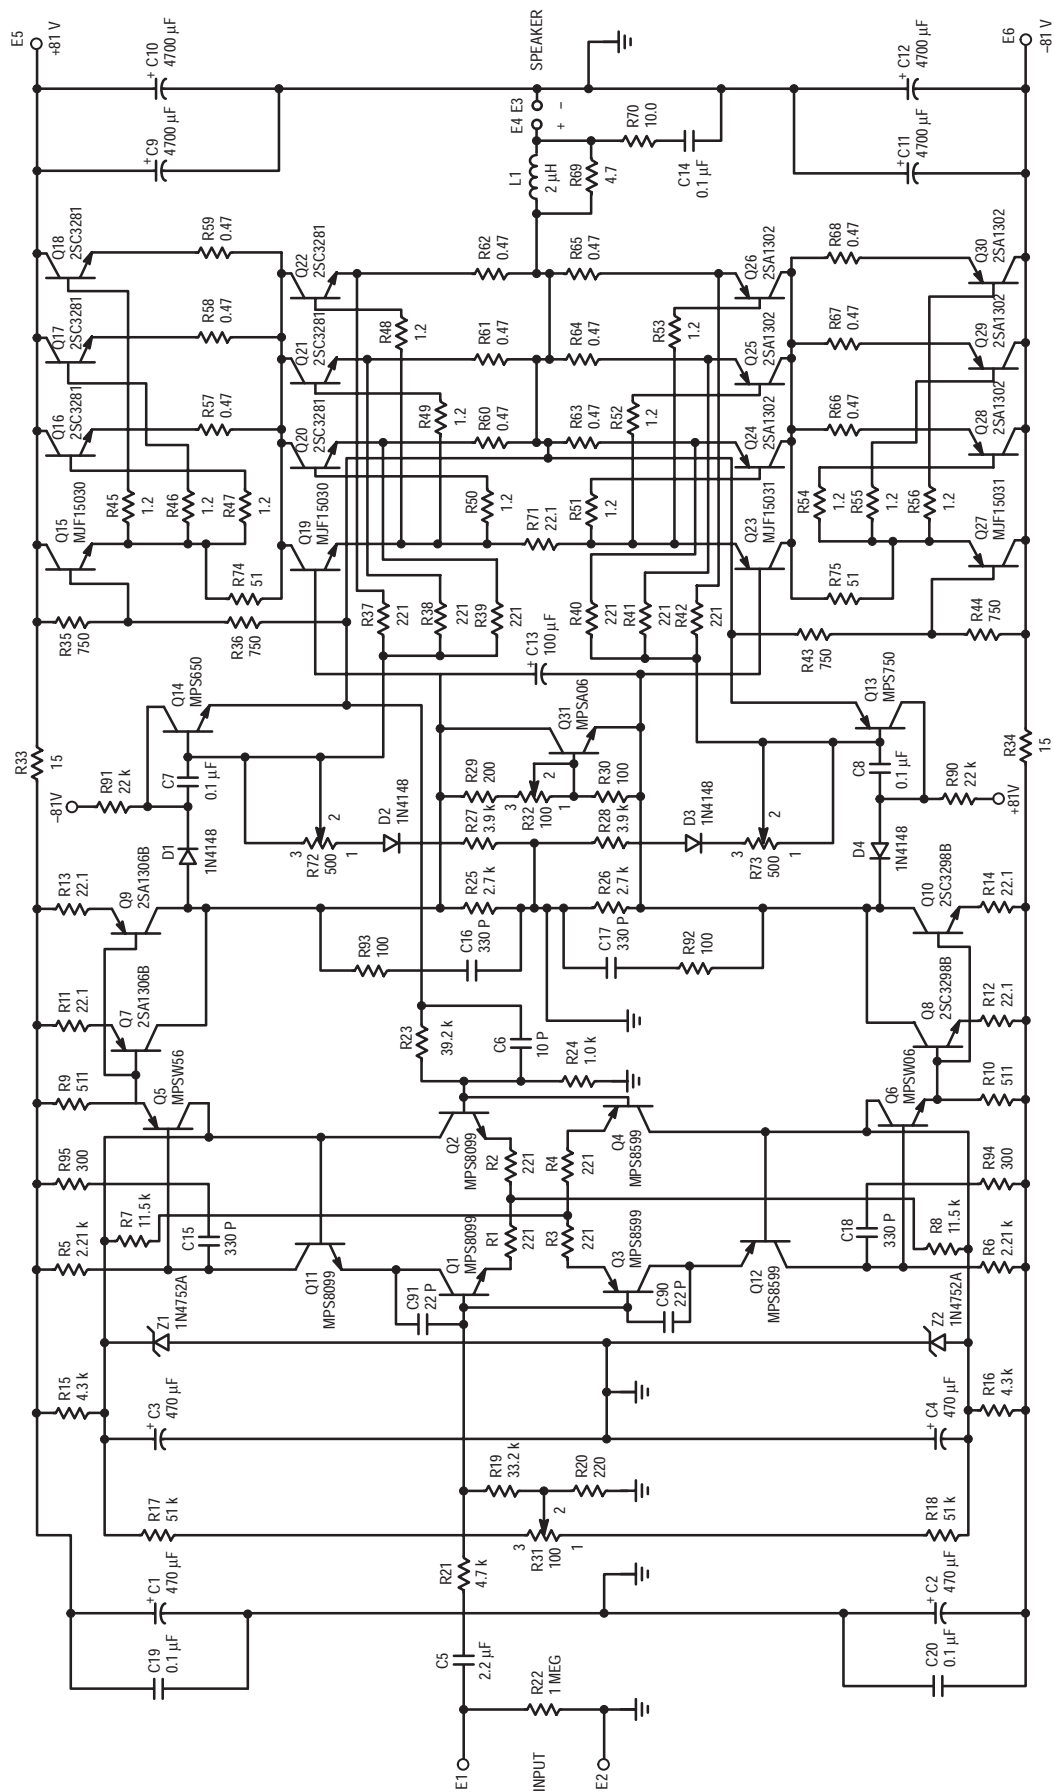 E5
+81 V
C10
4700 µF
+
C9
4700 µF
+
SPEAKER
E4 E3
+ −
R70
10.0
L1
2 µH
R69
4.7
C14
0.1 µF
C12
4700 µF
+
C11
4700 µF
+
E6
−81 V
Q18
2SC3281
R59
0.47
Q22
2SC3281
R62
0.47
R65
0.47
Q26
2SA1302
R68
0.47
Q30
2SA1302
Q17
2SC3281
R58
0.47
Q21
2SC3281
R48
1.2
R61
0.47
R64
0.47
R53
1.2
Q25
2SA1302
R67
0.47
Q29
2SA1302
Q16
2SC3281
R57
0.47
Q20
2SC3281
R49
1.2
R60
0.47
R63
0.47
R52
1.2
Q24
2SA1302
R66
0.47
Q28
2SA1302
Q15
MJF15030
R45
1.2
R46
1.2
R47
1.2
Q19
MJF15030
R50
1.2
R71
22.1
R51
1.2
Q23
MJF15031
R54
1.2
R55
1.2
R56
1.2
Q27
MJF15031
R74
51
R75
51
R35
750
R36
750
R37
221
R38
221
R39
221
C13
100 µF
+
R40
221
R41
221
R42
221
R43
750
R44
750
Q14
MPS650
Q31
MPSA06
Q13
MPS750
R33
15
−81V
R91
22 k
C7
0.1 µF
R29
200
R32
100
3
2
1
R30
100
C8
0.1 µF
R90
22 k
+81V
R34
15
D1
1N4148
R72
500
3
2
1
D2
1N4148
R27
3.9 k
R28
3.9 k
D3
1N4148
R73
500
3
2
1
D4
1N4148
R13
22.1
Q9
2SA1306B
R25
2.7 k
R26
2.7 k
Q10
2SC3298B
R14
22.1
R93
100
C16
330 P
C17
330 P
R92
100
R11
22.1
Q7
2SA1306B
R23
39.2 k
C6
10 P
R24
1.0 k
Q8
2SC3298B
R12
22.1
R9
511
Q5
MPSW56
Q2
MPS8099
R2
221
R4
221
Q4
MPS8599
Q6
MPSW06
R10
511
R95
300
R7
11.5 k
C15
330 P
R94
300
R8
11.5 k
C18
330 P
R5
2.21 k
Q11
MPS8099
Q1
MPS8099
R1
221
R3
221
Q3
MPS8599
Q12
MPS8599
R6
2.21 k
Z1
1N4752A
C91
22 P
C90
22 P
Z2
1N4752A
R15
4.3 k
C3
470 µF
+
C4
470 µF
+
R16
4.3 k
R17
51 k
R19
33.2 k
R20
220
R31
100
3
2
1
R18
51 k
C1
470 µF
+
R21
4.7 k
C2
470 µF
+
C19
0.1 µF
C5
2.2 µF
R22
1 MEG
C20
0.1 µF
E1
INPUT
E2